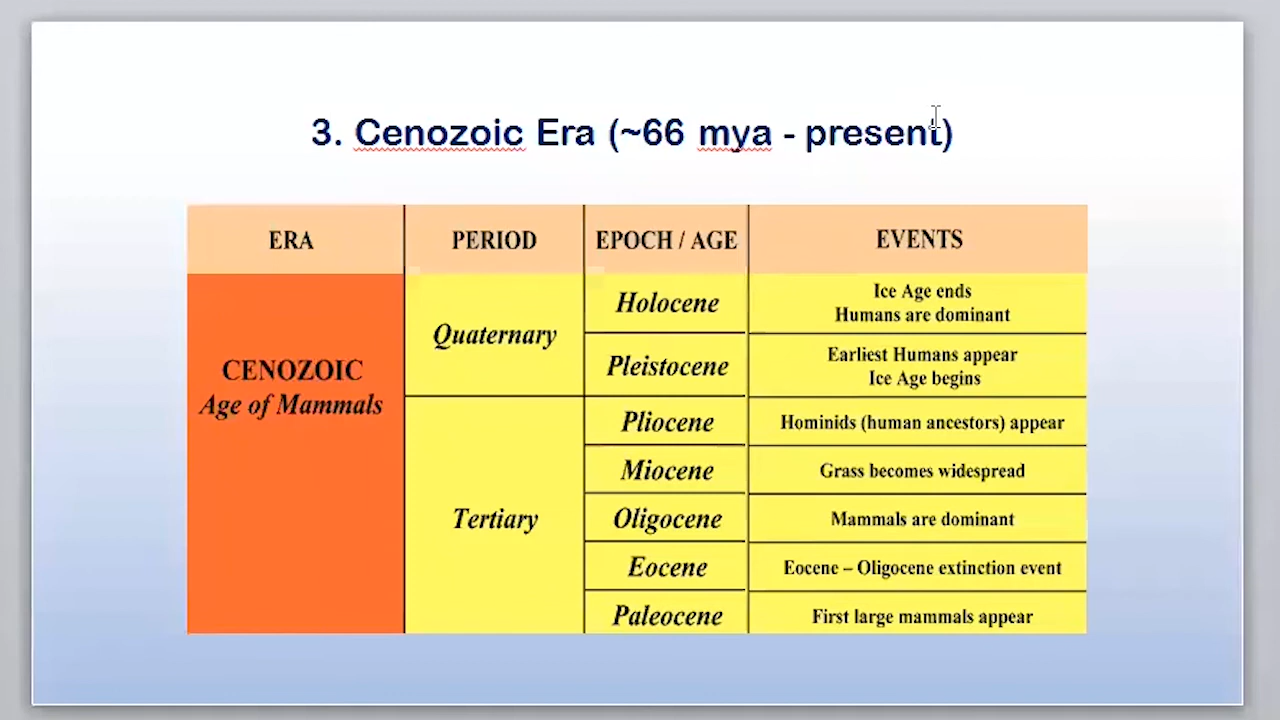 3. Cenozoic Era (~66 mya - present)
ERA PERIOD EPOCH / AGE EVENTS
CENOZOIC
Age of Mammals
Quaternary
Holocene
Ice Age ends
Humans are dominant
Pleistocene
Earliest Humans appear
Ice Age begins
Tertiary
Pliocene
Hominids (human ancestors) appear
Miocene
Grass becomes widespread
Oligocene
Mammals are dominant
Eocene
Eocene – Oligocene extinction event
Paleocene
First large mammals appear